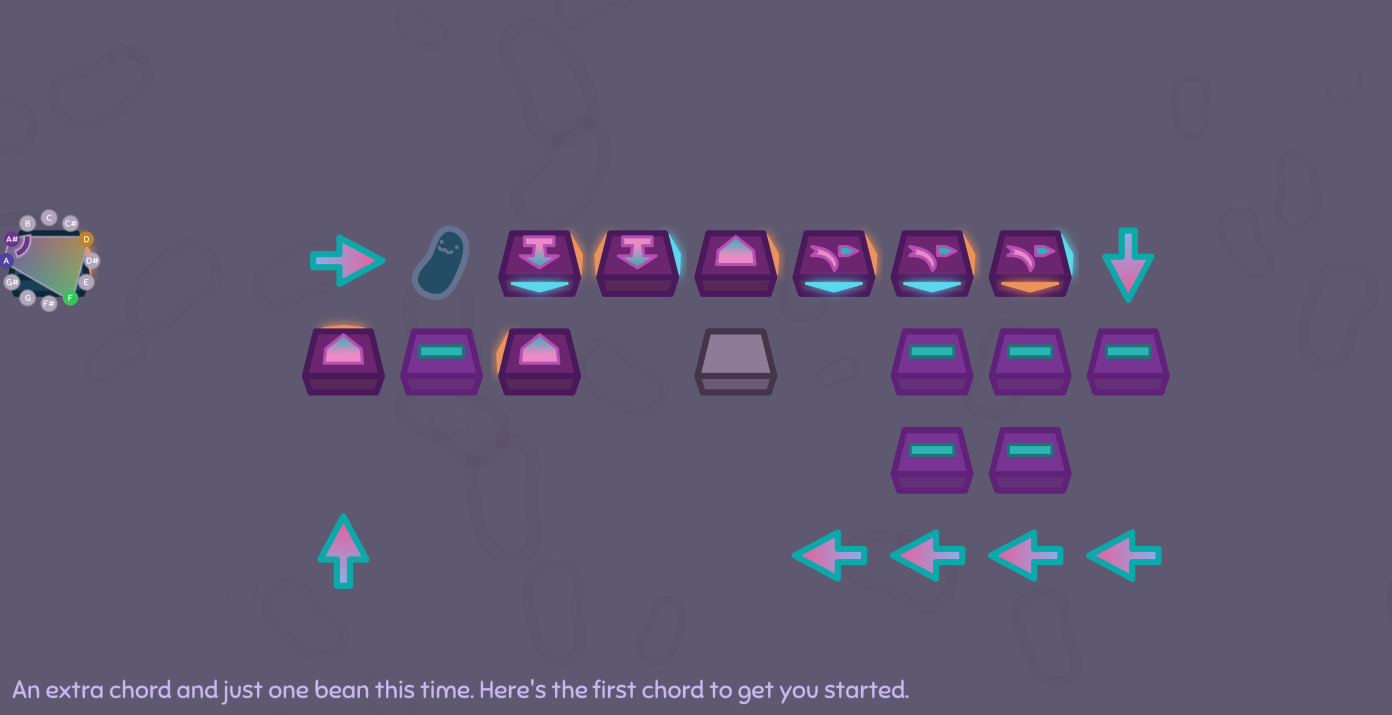 B C C#
A# D
A D#
G# E
G F# F
An extra chord and just one bean this time. Here's the first chord to get you started.